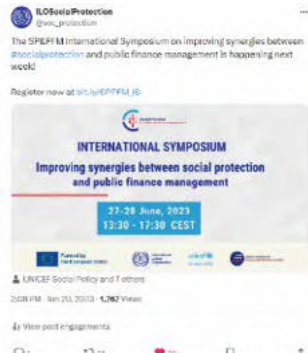 ILOSocialProtection
@soc_protection
The SPEPFM International Symposium on improving synergies between
#socialprotection and public finance management is happening next
week!
Register now at
INTERNATIONAL SYMPOSIUM
Improving synergies between social protection
and public finance management
27-28 June, 2023
13:30 - 17:30 CEST
Funded by
the European Union
unicef
UNICEF Social Policy and 7 others
2:08 PM · Jun 20, 2023 · 1,762 Views
View post engagements